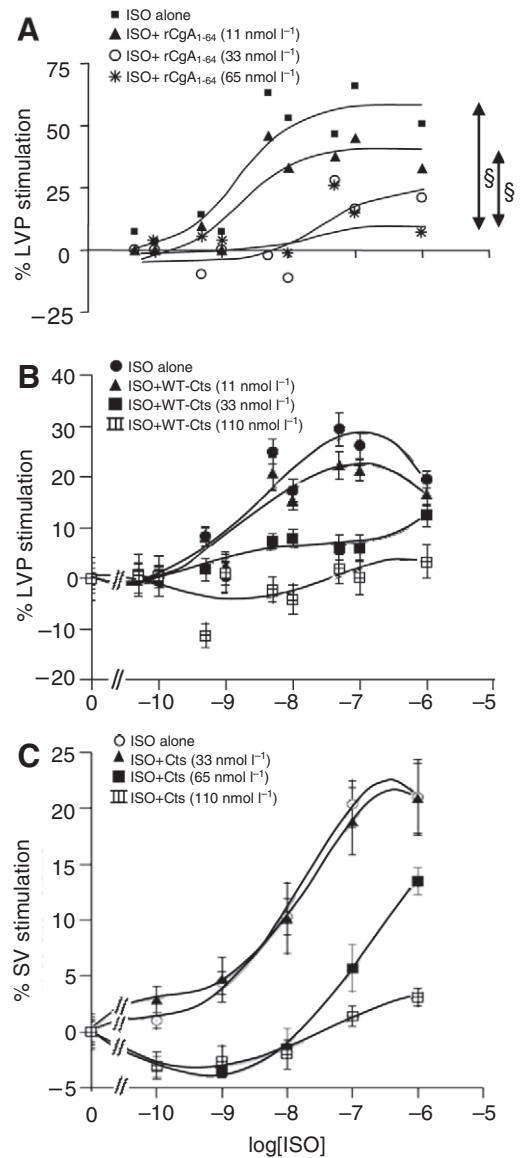 A
ISO alone
ISO+ rCgA1-64 (11 nmol l–1)
ISO+ rCgA1-64 (33 nmol l–1)
ISO+ rCgA1-64 (65 nmol l–1)
% LVP stimulation
75
50
25
0
–25
§
§
B
ISO alone
ISO+WT-Cts (11 nmol l–1)
ISO+WT-Cts (33 nmol l–1)
ISO+WT-Cts (110 nmol l–1)
% LVP stimulation
40
30
20
10
0
–10
–20
0 –10 –9 –8 –7 –6 –5
C
ISO alone
ISO+Cts (33 nmol l–1)
ISO+Cts (65 nmol l–1)
ISO+Cts (110 nmol l–1)
% SV stimulation
25
20
15
10
5
0
–5
0 –10 –9 –8 –7 –6 –5
log[ISO]